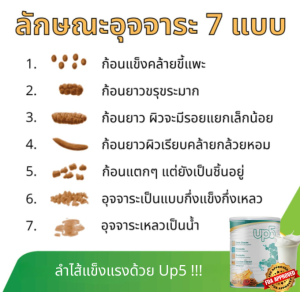 ลักษณะอุจจาระ 7 แบบ
1. ก้อนแข็งคล้ายขี้แพะ
2. ก้อนยาวขรุขระมาก
3. ก้อนยาว ผิวจะมีรอยแยกเล็กน้อย
4. ก้อนยาวผิวเรียบคล้ายกล้วยหอม
5. ก้อนแตกๆ แต่ยังเป็นชิ้นอยู่
6. อุจจาระเป็นแบบกึ่งแข็งกึ่งเหลว
7. อุจจาระเหลวเป็นน้ำ
up5
FDA APPROVED
ลำไส้แข็งแรงด้วย Up5 !!!